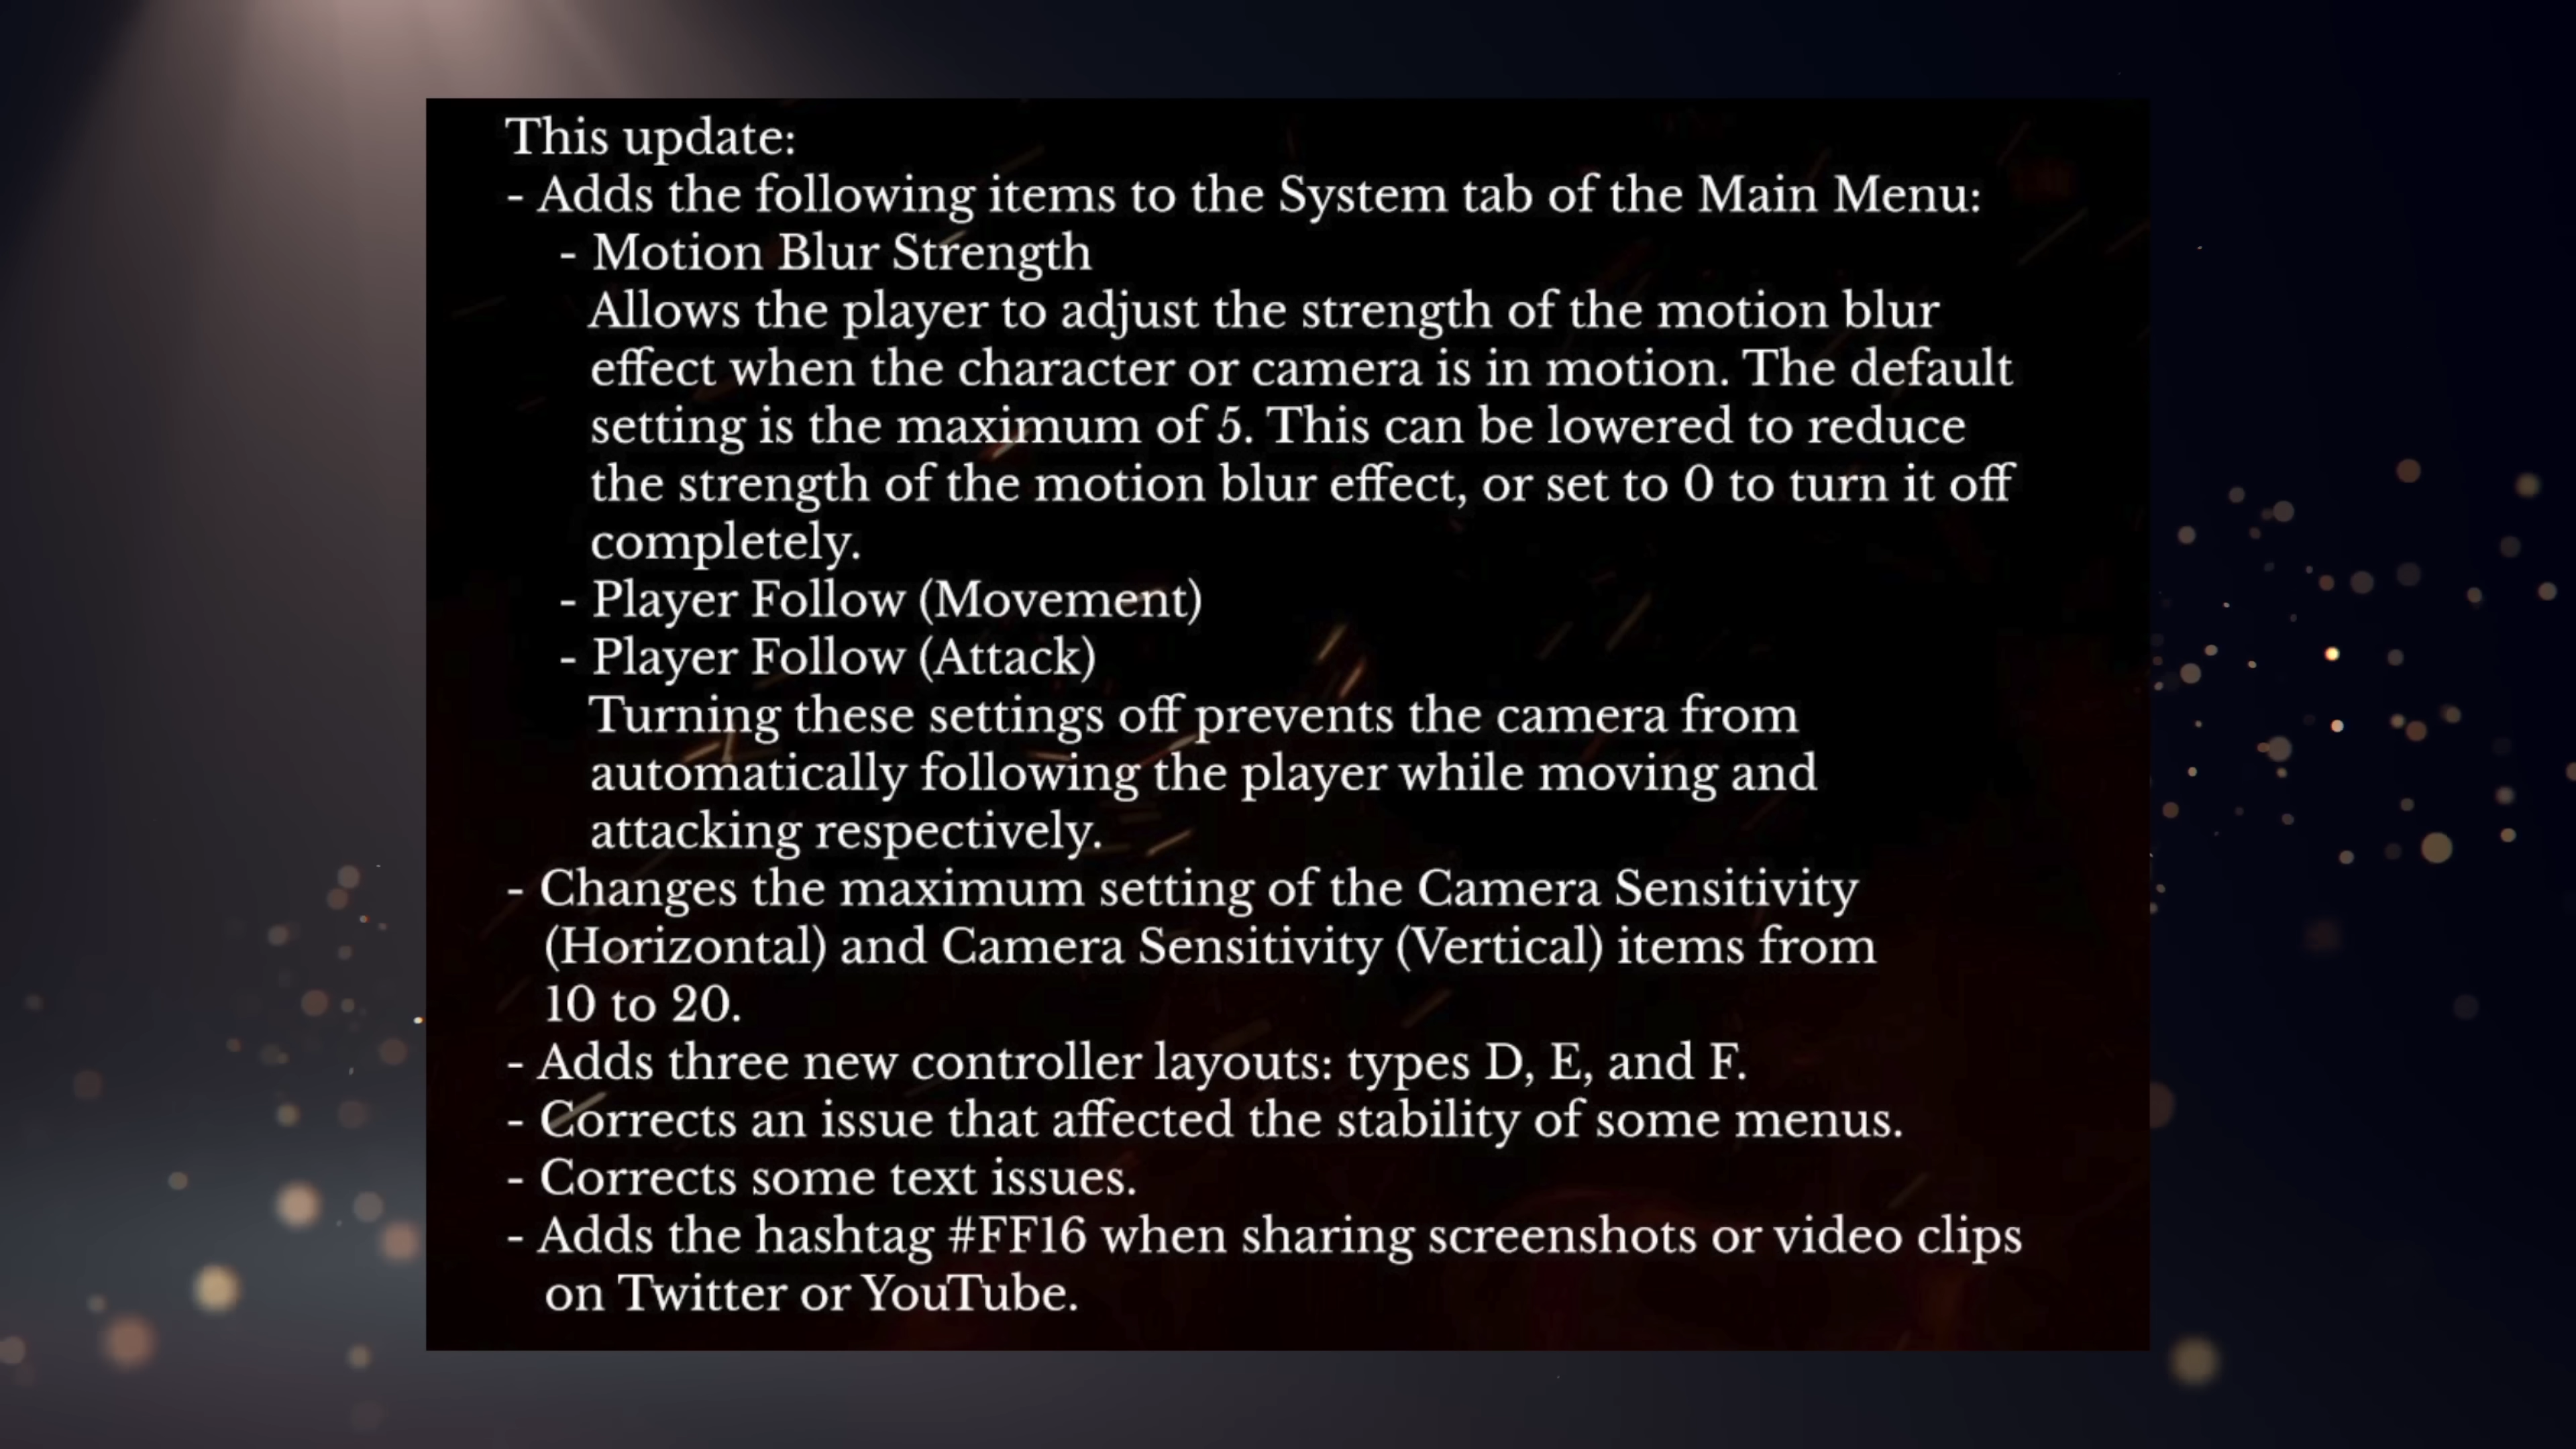 This update:
- Adds the following items to the System tab of the Main Menu:
- Motion Blur Strength
Allows the player to adjust the strength of the motion blur
effect when the character or camera is in motion. The default
setting is the maximum of 5. This can be lowered to reduce
the strength of the motion blur effect, or set to 0 to turn it off
completely.
- Player Follow (Movement)
- Player Follow (Attack)
Turning these settings off prevents the camera from
automatically following the player while moving and
attacking respectively.
- Changes the maximum setting of the Camera Sensitivity
(Horizontal) and Camera Sensitivity (Vertical) items from
10 to 20.
- Adds three new controller layouts: types D, E, and F.
- Corrects an issue that affected the stability of some menus.
- Corrects some text issues.
- Adds the hashtag #FF16 when sharing screenshots or video clips
on Twitter or YouTube.